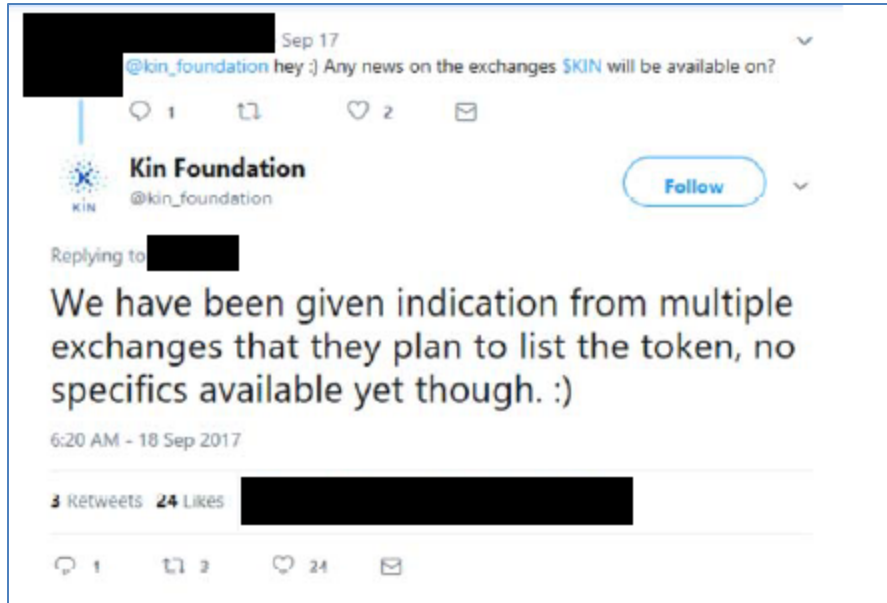 Sep 17
@kin_foundation hey :) Any news on the exchanges $KIN will be available on?
1 2
Kin Foundation
@kin_foundation
KIN
Follow
Replying to
We have been given indication from multiple
exchanges that they plan to list the token, no
specifics available yet though. :)
6:20 AM - 18 Sep 2017
3 Retweets 24 Likes
1 3 24